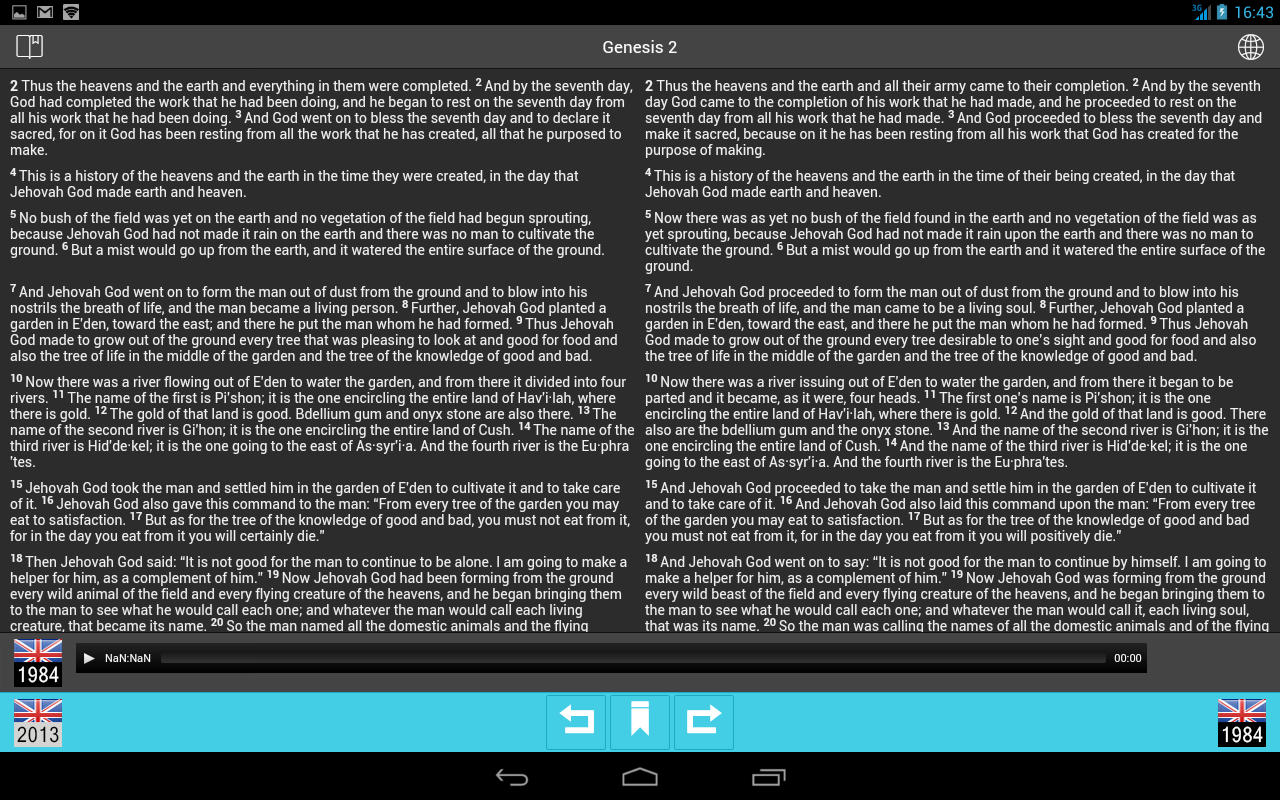 3G 16:43
Genesis 2
2 Thus the heavens and the earth and everything in them were completed. 2 And by the seventh day,
God had completed the work that he had been doing, and he began to rest on the seventh day from
all his work that he had been doing. 3 And God went on to bless the seventh day and to declare it
sacred, for on it God has been resting from all the work that he has created, all that he purposed to
make.
4 This is a history of the heavens and the earth in the time they were created, in the day that
Jehovah God made earth and heaven.
5 No bush of the field was yet on the earth and no vegetation of the field had begun sprouting,
because Jehovah God had not made it rain on the earth and there was no man to cultivate the
ground. 6 But a mist would go up from the earth, and it watered the entire surface of the ground.
7 And Jehovah God went on to form the man out of dust from the ground and to blow into his
nostrils the breath of life, and the man became a living person. 8 Further, Jehovah God planted a
garden in E'den, toward the east; and there he put the man whom he had formed. 9 Thus Jehovah
God made to grow out of the ground every tree that was pleasing to look at and good for food and
also the tree of life in the middle of the garden and the tree of the knowledge of good and bad.
10 Now there was a river flowing out of E'den to water the garden, and from there it divided into four
rivers. 11 The name of the first is Pi'shon; it is the one encircling the entire land of Hav'i·lah, where
there is gold. 12 The gold of that land is good. Bdellium gum and onyx stone are also there. 13 The
name of the second river is Gi'hon; it is the one encircling the entire land of Cush. 14 The name of the
third river is Hid'de·kel; it is the one going to the east of As·syr'i·a. And the fourth river is the Eu·phra
'tes.
15 Jehovah God took the man and settled him in the garden of E'den to cultivate it and to take care
of it. 16 Jehovah God also gave this command to the man: “From every tree of the garden you may
eat to satisfaction. 17 But as for the tree of the knowledge of good and bad, you must not eat from it,
for in the day you eat from it you will certainly die.”
18 Then Jehovah God said: “It is not good for the man to continue to be alone. I am going to make a
helper for him, as a complement of him.” 19 Now Jehovah God had been forming from the ground
every wild animal of the field and every flying creature of the heavens, and he began bringing them
to the man to see what he would call each one; and whatever the man would call each living
creature, that became its name. 20 So the man named all the domestic animals and the flying
2 Thus the heavens and the earth and all their army came to their completion. 2 And by the seventh
day God came to the completion of his work that he had made, and he proceeded to rest on the
seventh day from all his work that he had made. 3 And God proceeded to bless the seventh day and
make it sacred, because on it he has been resting from all his work that God has created for the
purpose of making.
4 This is a history of the heavens and the earth in the time of their being created, in the day that
Jehovah God made earth and heaven.
5 Now there was as yet no bush of the field found in the earth and no vegetation of the field was as
yet sprouting, because Jehovah God had not made it rain upon the earth and there was no man to
cultivate the ground. 6 But a mist would go up from the earth and it watered the entire surface of the
ground.
7 And Jehovah God proceeded to form the man out of dust from the ground and to blow into his
nostrils the breath of life, and the man came to be a living soul. 8 Further, Jehovah God planted a
garden in E'den, toward the east, and there he put the man whom he had formed. 9 Thus Jehovah
God made to grow out of the ground every tree desirable to one's sight and good for food and also
the tree of life in the middle of the garden and the tree of the knowledge of good and bad.
10 Now there was a river issuing out of E'den to water the garden, and from there it began to be
parted and it became, as it were, four heads. 11 The first one's name is Pi'shon; it is the one
encircling the entire land of Hav'i·lah, where there is gold. 12 And the gold of that land is good. There
also are the bdellium gum and the onyx stone. 13 And the name of the second river is Gi'hon; it is the
one encircling the entire land of Cush. 14 And the name of the third river is Hid'de·kel; it is the one
going to the east of As·syr'i·a. And the fourth river is the Eu·phra'tes.
15 And Jehovah God proceeded to take the man and settle him in the garden of E'den to cultivate it
and to take care of it. 16 And Jehovah God also laid this command upon the man: “From every tree
of the garden you may eat to satisfaction. 17 But as for the tree of the knowledge of good and bad
you must not eat from it, for in the day you eat from it you will positively die.”
18 And Jehovah God went on to say: “It is not good for the man to continue by himself. I am going to
make a helper for him, as a complement of him.” 19 Now Jehovah God was forming from the ground
every wild beast of the field and every flying creature of the heavens, and he began bringing them to
the man to see what he would call each one; and whatever the man would call it, each living soul,
that was its name. 20 So the man was calling the names of all the domestic animals and of the flying
1984 NaN:NaN 00:00
2013 1984